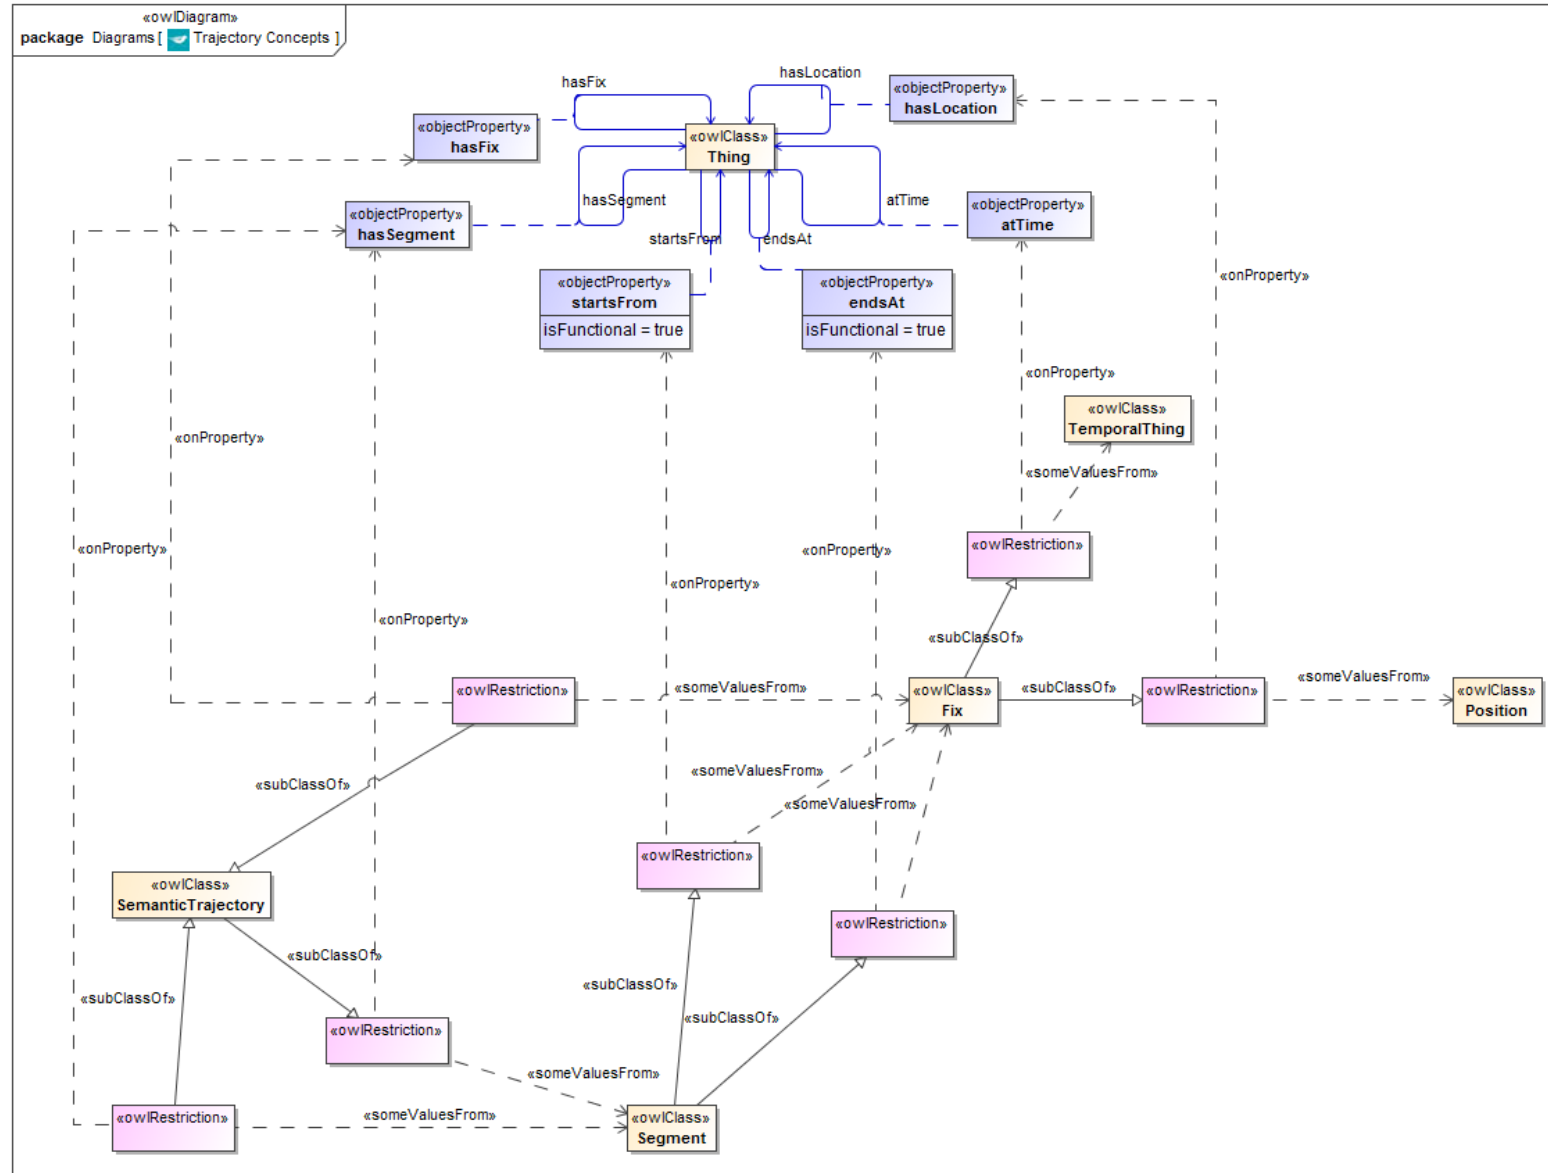 «owlDiagram»
package Diagrams [ Trajectory Concepts ]
hasFix
hasLocation
«objectProperty»
hasLocation
«objectProperty»
hasFix
«owlClass»
Thing
«objectProperty»
hasSegment
hasSegment
atTime
«objectProperty»
atTime
startsFrom
endsAt
«objectProperty»
startsFrom
isFunctional = true
«objectProperty»
endsAt
isFunctional = true
«onProperty»
«onProperty»
«owlClass»
TemporalThing
«onProperty»
«someValuesFrom»
«owlRestriction»
«onProperty»
«onProperty»
«onProperty»
«onProperty»
«subClassOf»
«owlRestriction»
«someValuesFrom»
«owlClass»
Fix
«subClassOf»
«owlRestriction»
«someValuesFrom»
«owlClass»
Position
«subClassOf»
«someValuesFrom»
«someValuesFrom»
«owlRestriction»
«owlClass»
SemanticTrajectory
«owlRestriction»
«subClassOf»
«subClassOf»
«subClassOf»
«subClassOf»
«owlRestriction»
«someValuesFrom»
«owlRestriction»
«someValuesFrom»
«owlClass»
Segment